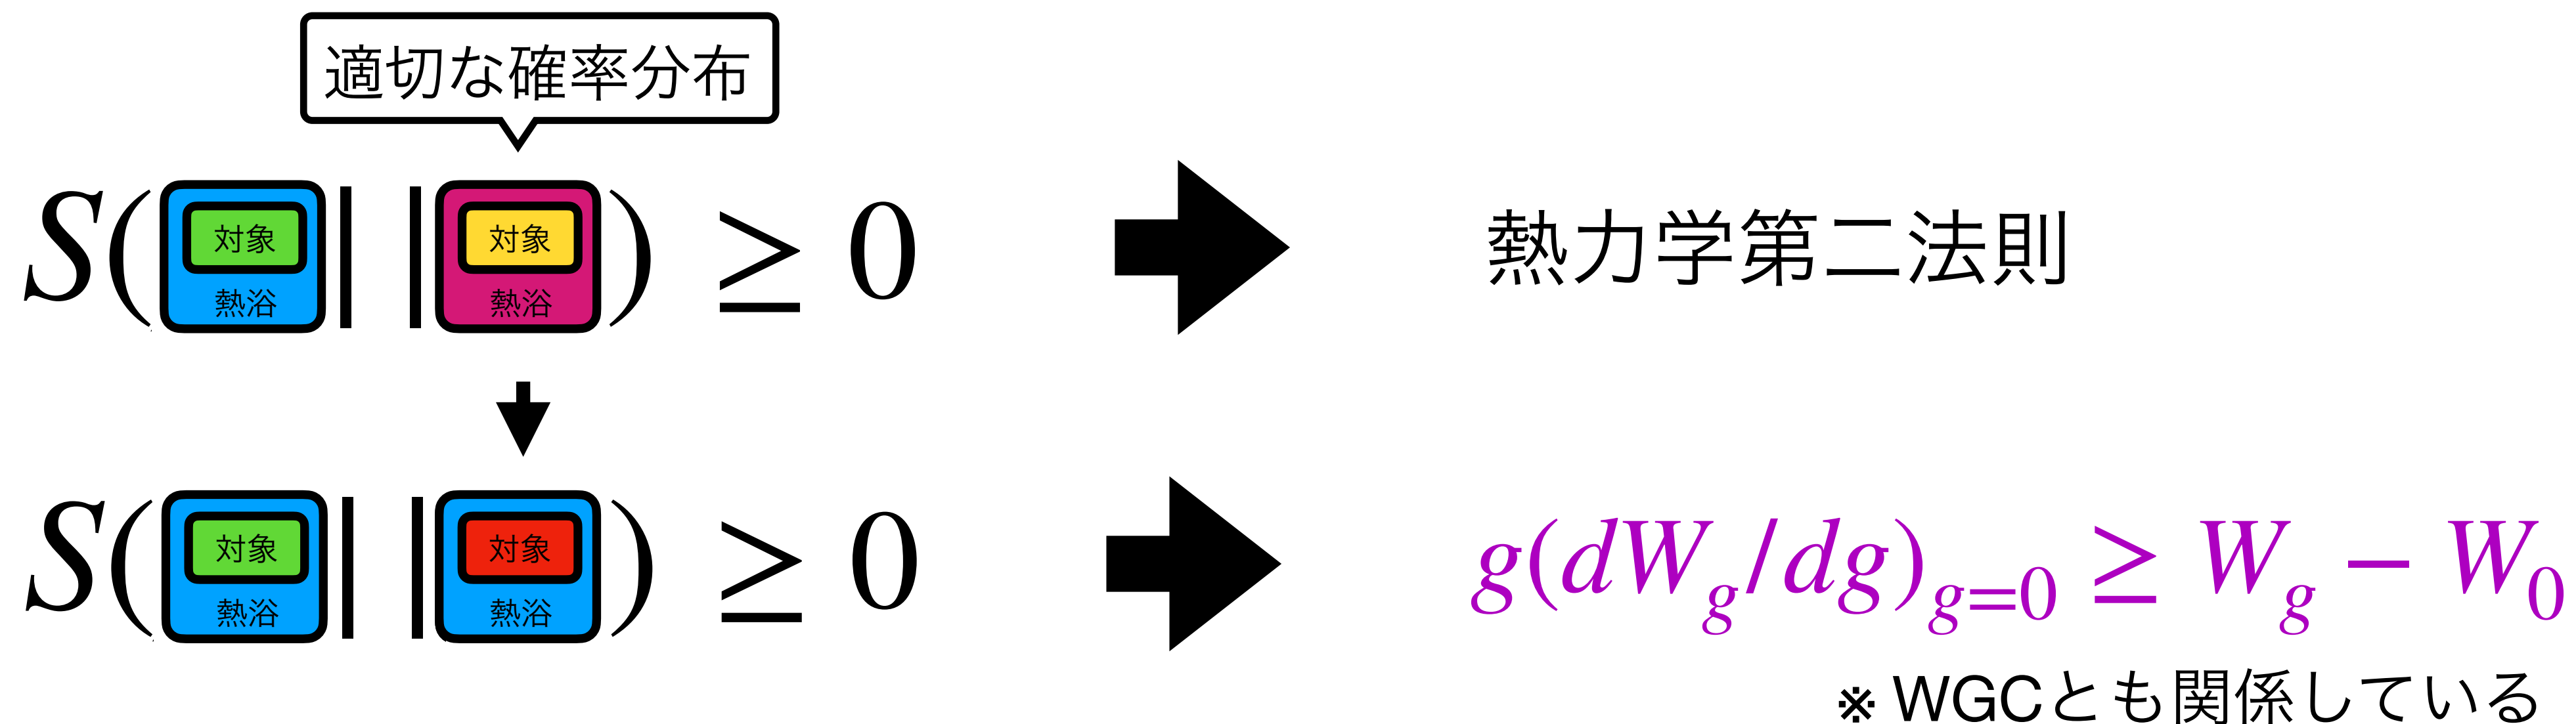 適切な確率分布
S(対象 熱浴 || 対象 熱浴) ≥ 0 熱力学第二法則
S(対象 熱浴 || 対象 熱浴) ≥ 0 g(dW_g/dg)_{g=0} ≥ W_g − W_0
※ WGCとも関係している